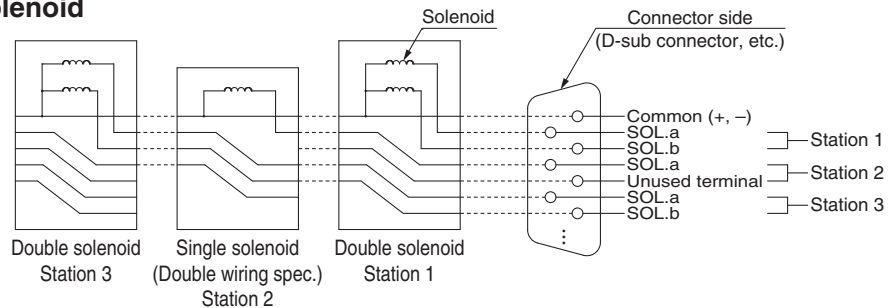 Solenoid
Connector side
(D-sub connector, etc.)
Common (+, –)
SOL.a
SOL.b
SOL.a
Unused terminal
SOL.a
SOL.b
Station 1
Station 2
Station 3
Double solenoid
Station 3
Single solenoid
(Double wiring spec.)
Station 2
Double solenoid
Station 1